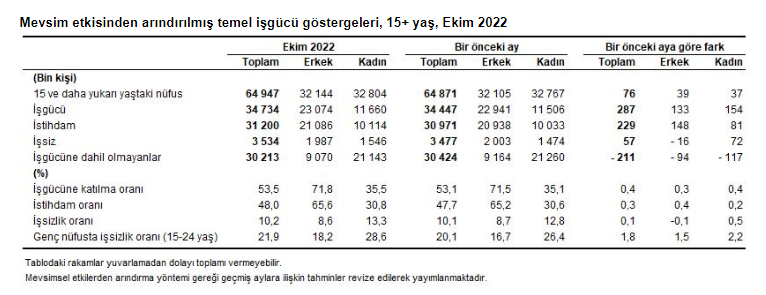 Mevsim etkisinden arındırılmış temel işgücü göstergeleri, 15+ yaş, Ekim 2022
Ekim 2022 Bir önceki ay Bir önceki aya göre fark
Toplam Erkek Kadın Toplam Erkek Kadın Toplam Erkek Kadın
(Bin kişi)
15 ve daha yukarı yaştaki nüfus 64 947 32 144 32 804 64 871 32 105 32 767 76 39 37
İşgücü 34 734 23 074 11 660 34 447 22 941 11 506 287 133 154
İstihdam 31 200 21 086 10 114 30 971 20 938 10 033 229 148 81
İşsiz 3 534 1 987 1 546 3 477 2 003 1 474 57 - 16 72
İşgücüne dahil olmayanlar 30 213 9 070 21 143 30 424 9 164 21 260 - 211 - 94 - 117
(%)
İşgücüne katılma oranı 53,5 71,8 35,5 53,1 71,5 35,1 0,4 0,3 0,4
İstihdam oranı 48,0 65,6 30,8 47,7 65,2 30,6 0,3 0,4 0,2
İşsizlik oranı 10,2 8,6 13,3 10,1 8,7 12,8 0,1 -0,1 0,5
Genç nüfusta işsizlik oranı (15-24 yaş) 21,9 18,2 28,6 20,1 16,7 26,4 1,8 1,5 2,2
Tablodaki rakamlar yuvarlamadan dolayı toplamı vermeyebilir.
Mevsimsel etkilerden arındırma yöntemi gereği geçmiş aylara ilişkin tahminler revize edilerek yayımlanmaktadır.